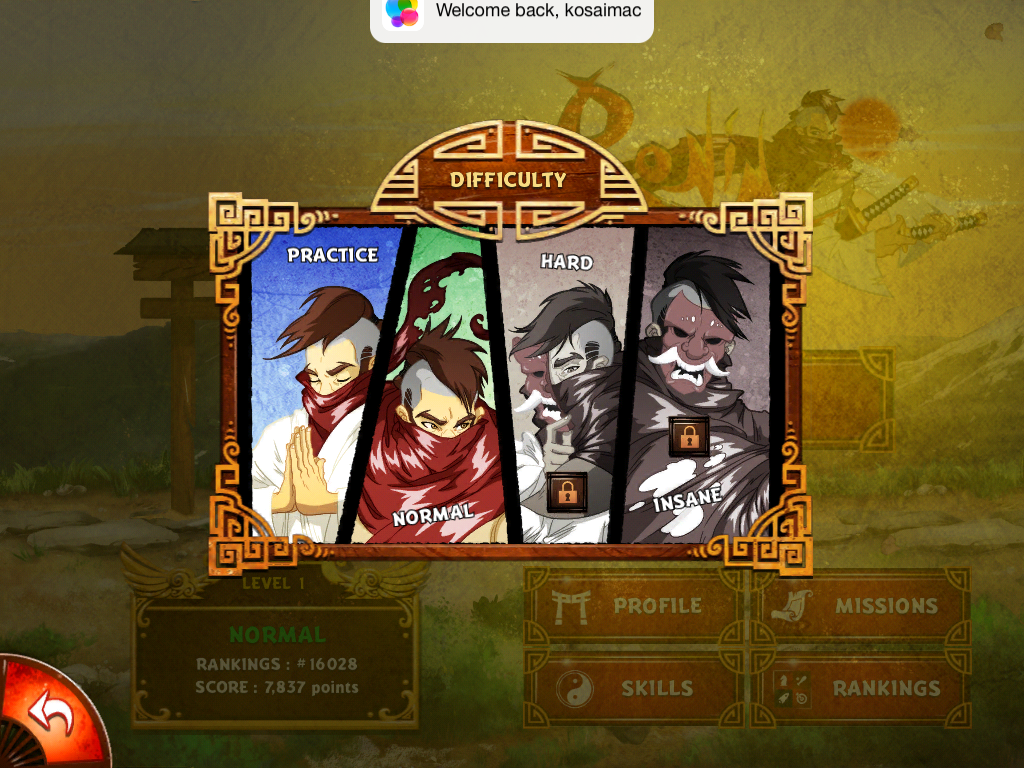 Welcome back, kosaimac
RONIN
DIFFICULTY
PRACTICE
HARD
NORMAL
INSANE
LEVEL 1
NORMAL
RANKINGS : #16028
SCORE : 7,837 points
PROFILE
MISSIONS
SKILLS
RANKINGS